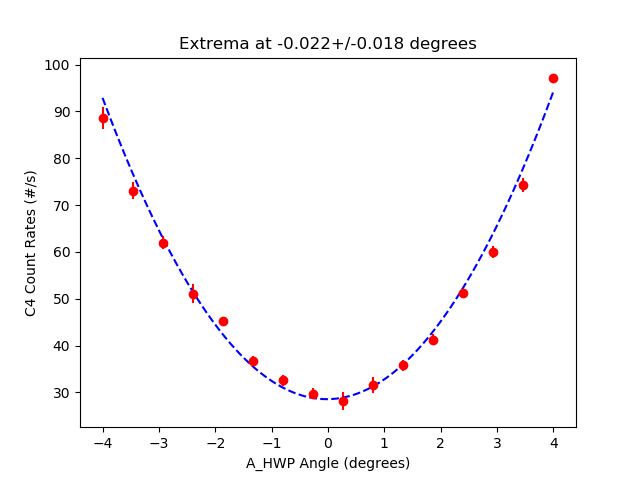 Extrema at -0.022+/-0.018 degrees
100
90
80
70
60
50
40
30
C4 Count Rates (#/s)
−4 −3 −2 −1 0 1 2 3 4
A_HWP Angle (degrees)